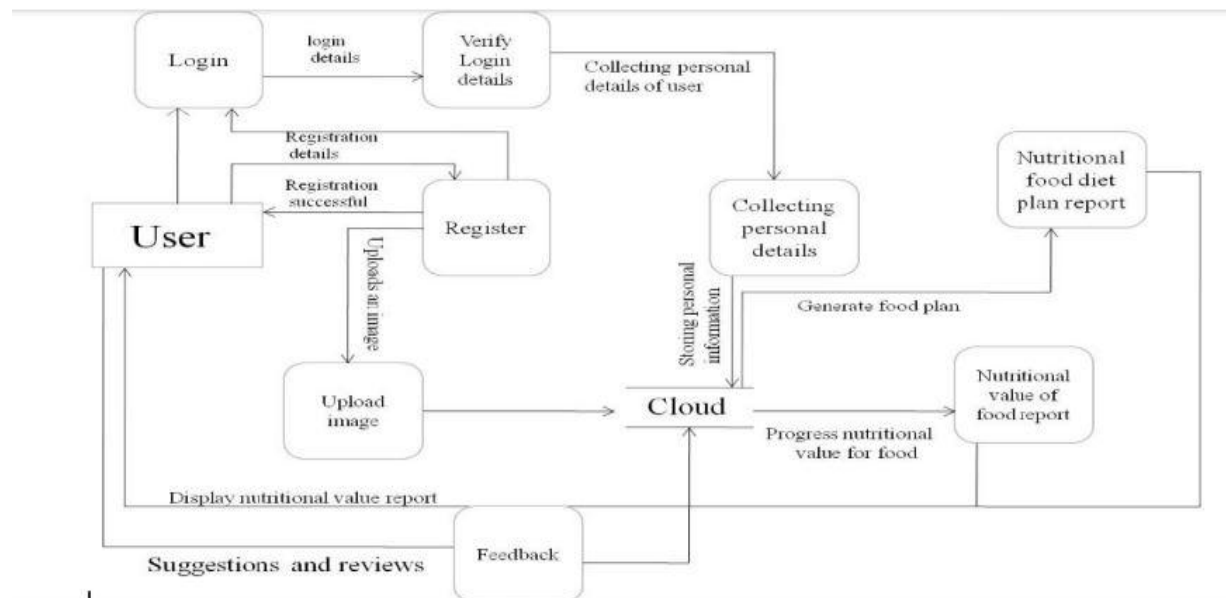 Login
login
details
Verify
Login
details
Collecting personal
details of user
Registration
details
Registration
successful
User
Register
Uploads an image
Collecting
personal
details
Nutritional
food diet
plan report
Storing personal
information
Generate food plan
Upload
image
Cloud
Nutritional
value of
food report
Progress nutritional
value for food
Display nutritional value report
Suggestions and reviews
Feedback